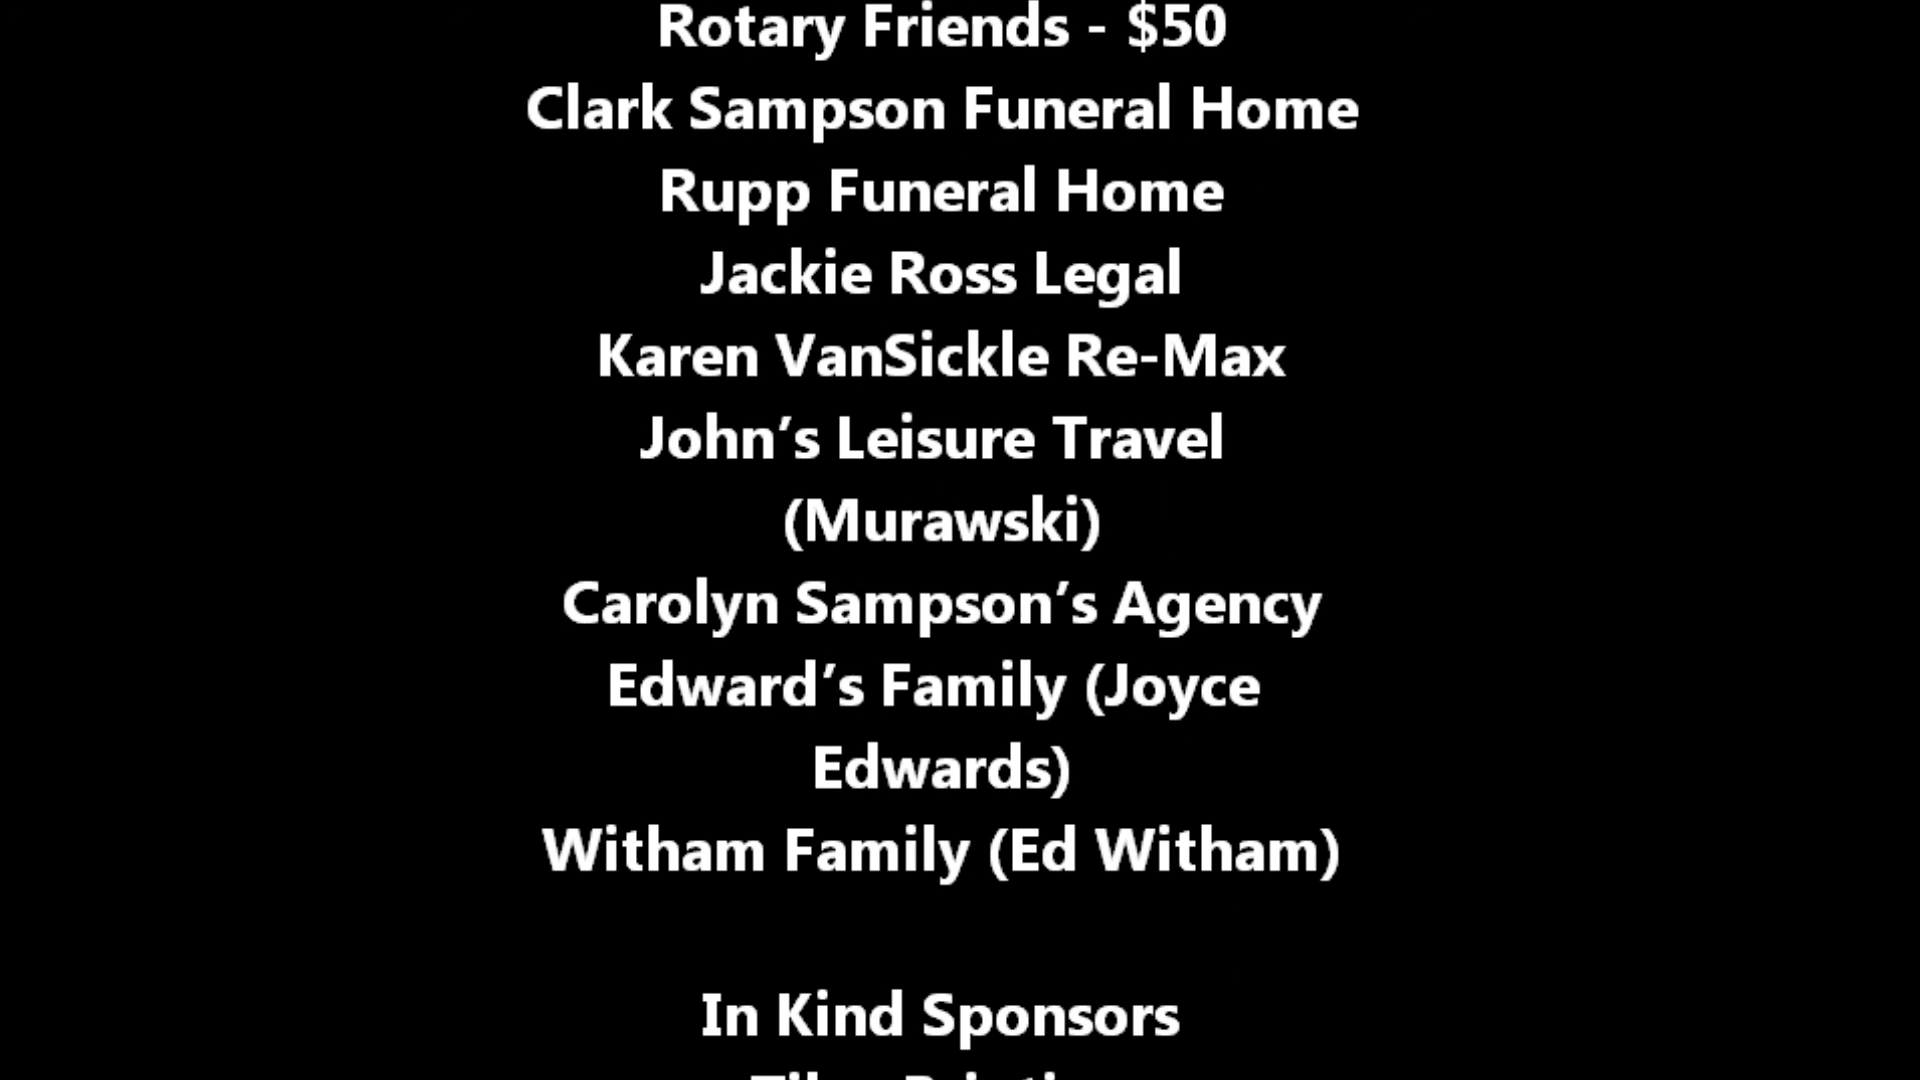 Rotary Friends - $50
Clark Sampson Funeral Home
Rupp Funeral Home
Jackie Ross Legal
Karen VanSickle Re-Max
John’s Leisure Travel
(Murawski)
Carolyn Sampson’s Agency
Edward’s Family (Joyce
Edwards)
Witham Family (Ed Witham)
In Kind Sponsors